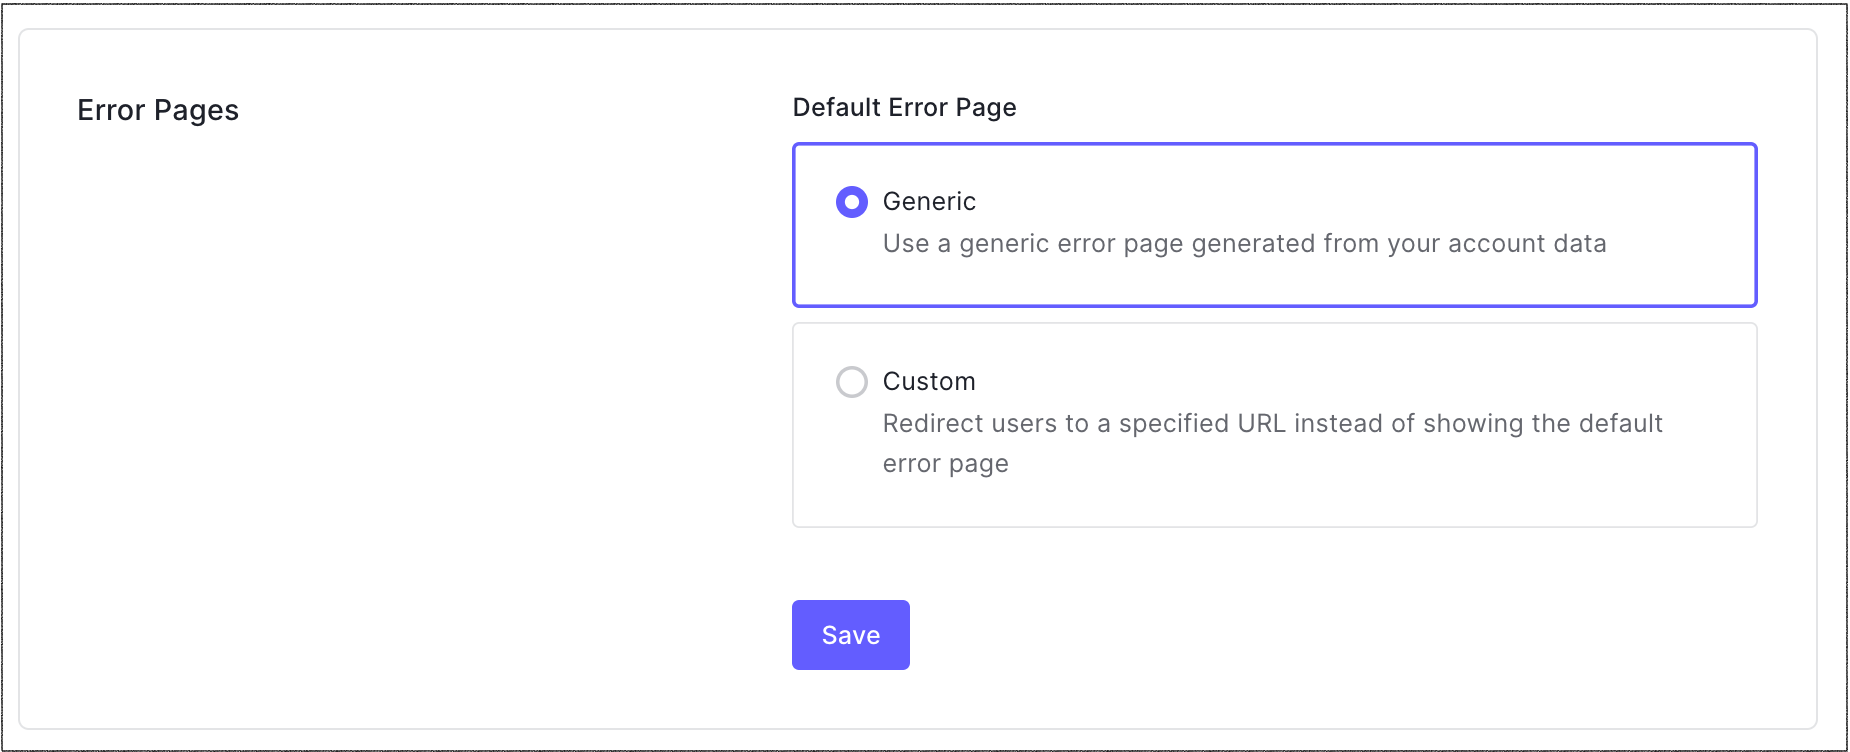 Error Pages
Default Error Page
Generic
Use a generic error page generated from your account data
Custom
Redirect users to a specified URL instead of showing the default
error page
Save